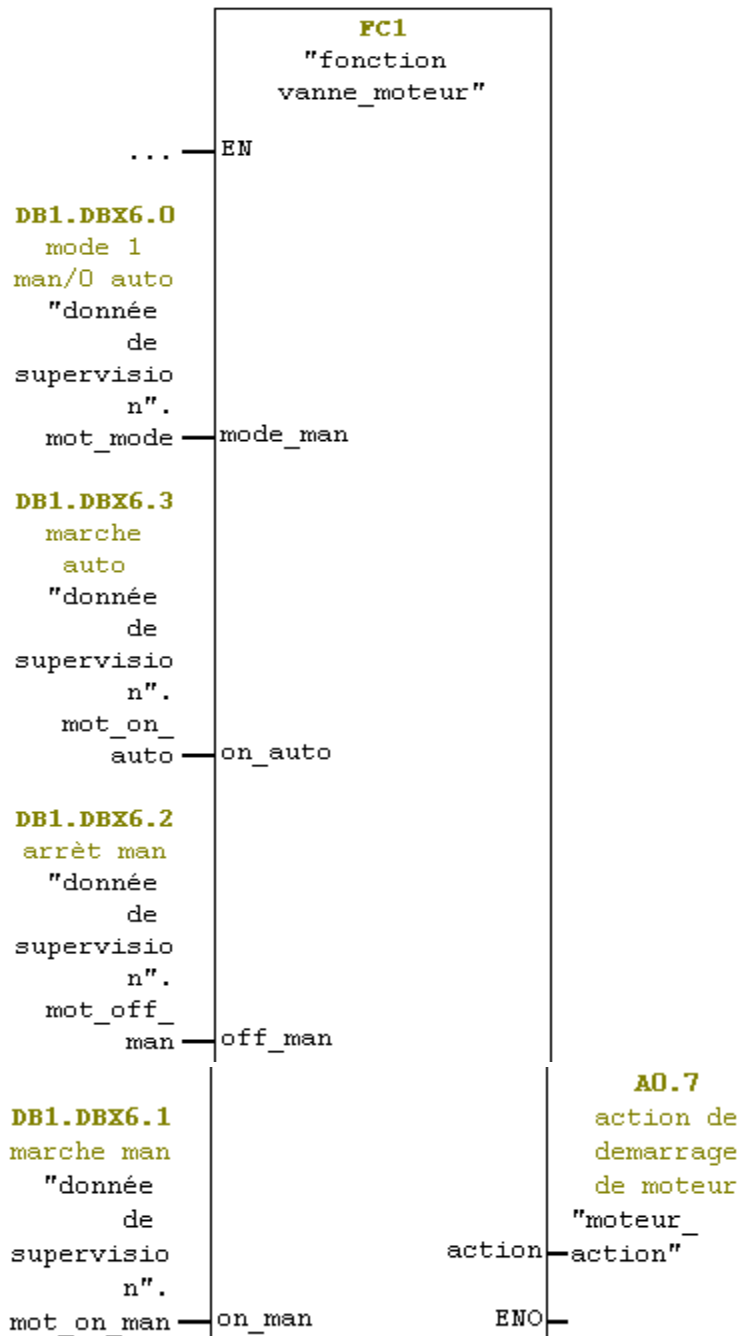 FC1
"fonction
vanne_moteur"
... EN
DB1.DBX6.0
mode 1
man/0 auto
"donnée
de
supervisio
n".
mot_mode mode_man
DB1.DBX6.3
marche
auto
"donnée
de
supervisio
n".
mot_on_
auto on_auto
DB1.DBX6.2
arrèt man
"donnée
de
supervisio
n".
mot_off_
man off_man
DB1.DBX6.1
marche man
"donnée
de
supervisio
n".
mot_on_man on_man
A0.7
action de
demarrage
de moteur
"moteur_
action action"
ENO